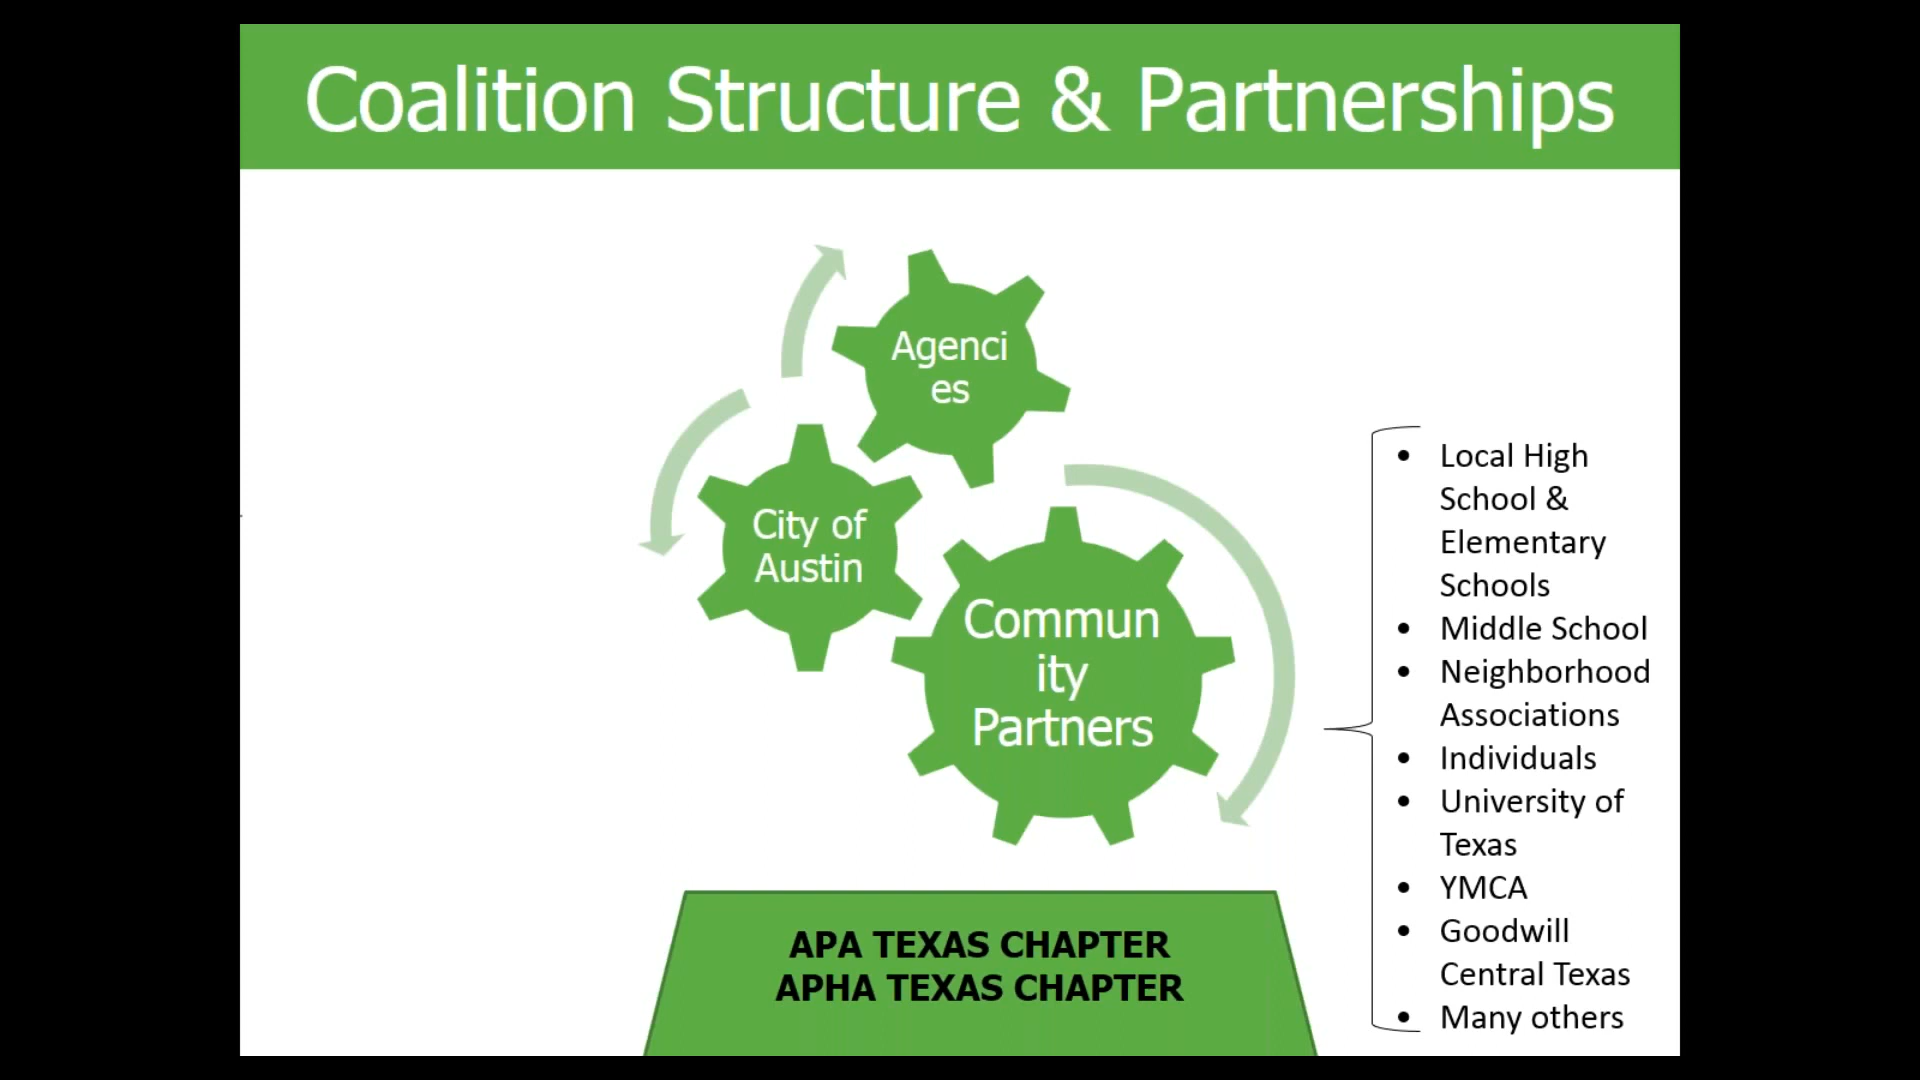 Coalition Structure & Partnerships
Agenci
es
City of
Austin
Commun
ity
Partners
• Local High
School &
Elementary
Schools
• Middle School
• Neighborhood
Associations
• Individuals
• University of
Texas
• YMCA
• Goodwill
Central Texas
• Many others
APA TEXAS CHAPTER
APHA TEXAS CHAPTER